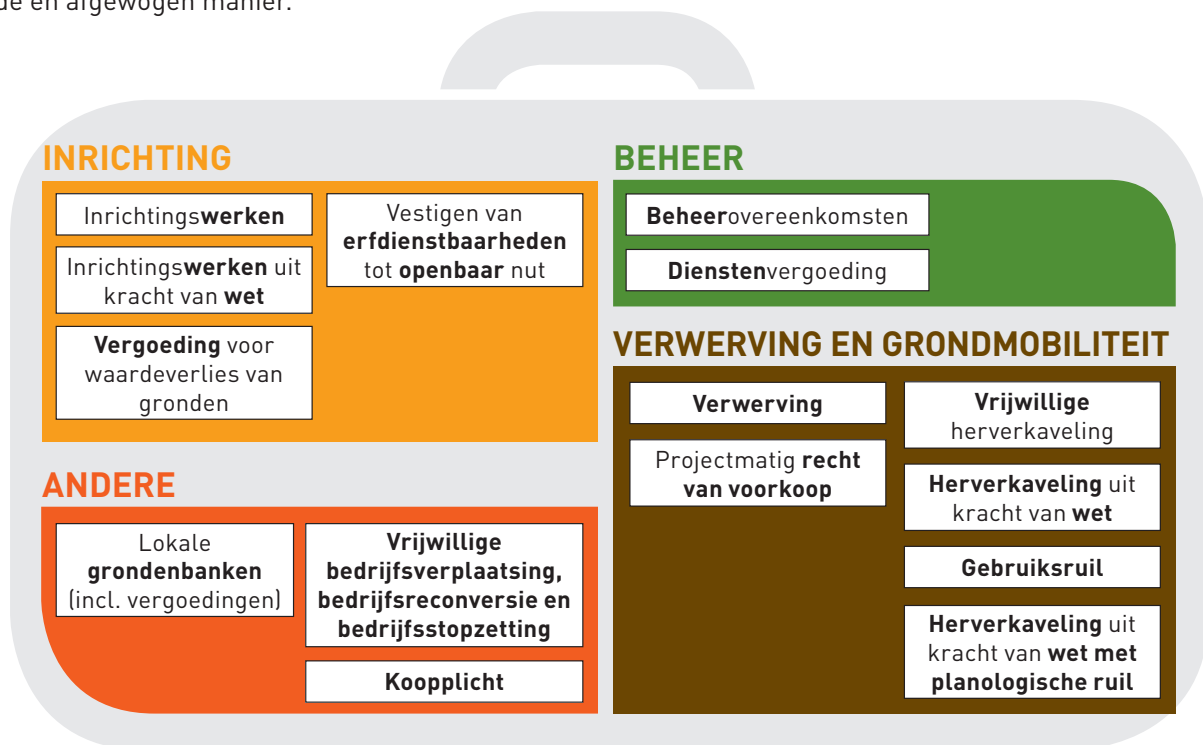 de en afgewogen manier.
INRICHTING
Inrichtingswerken
Inrichtingswerken uit
kracht van wet
Vergoeding voor
waardeverlies van
gronden
Vestigen van
erfdienstbaarheden
tot openbaar nut
BEHEER
Beheerovereenkomsten
Dienstenvergoeding
VERWERVING EN GRONDMOBILITEIT
Verwerving
Projectmatig recht
van voorkoop
Vrijwillige
herverkaveling
Herverkaveling uit
kracht van wet
Gebruiksruil
Herverkaveling uit
kracht van wet met
planologische ruil
ANDERE
Lokale
grondenbanken
(incl. vergoedingen)
Vrijwillige
bedrijfsverplaatsing,
bedrijfsreconversie en
bedrijfsstopzetting
Koopplicht